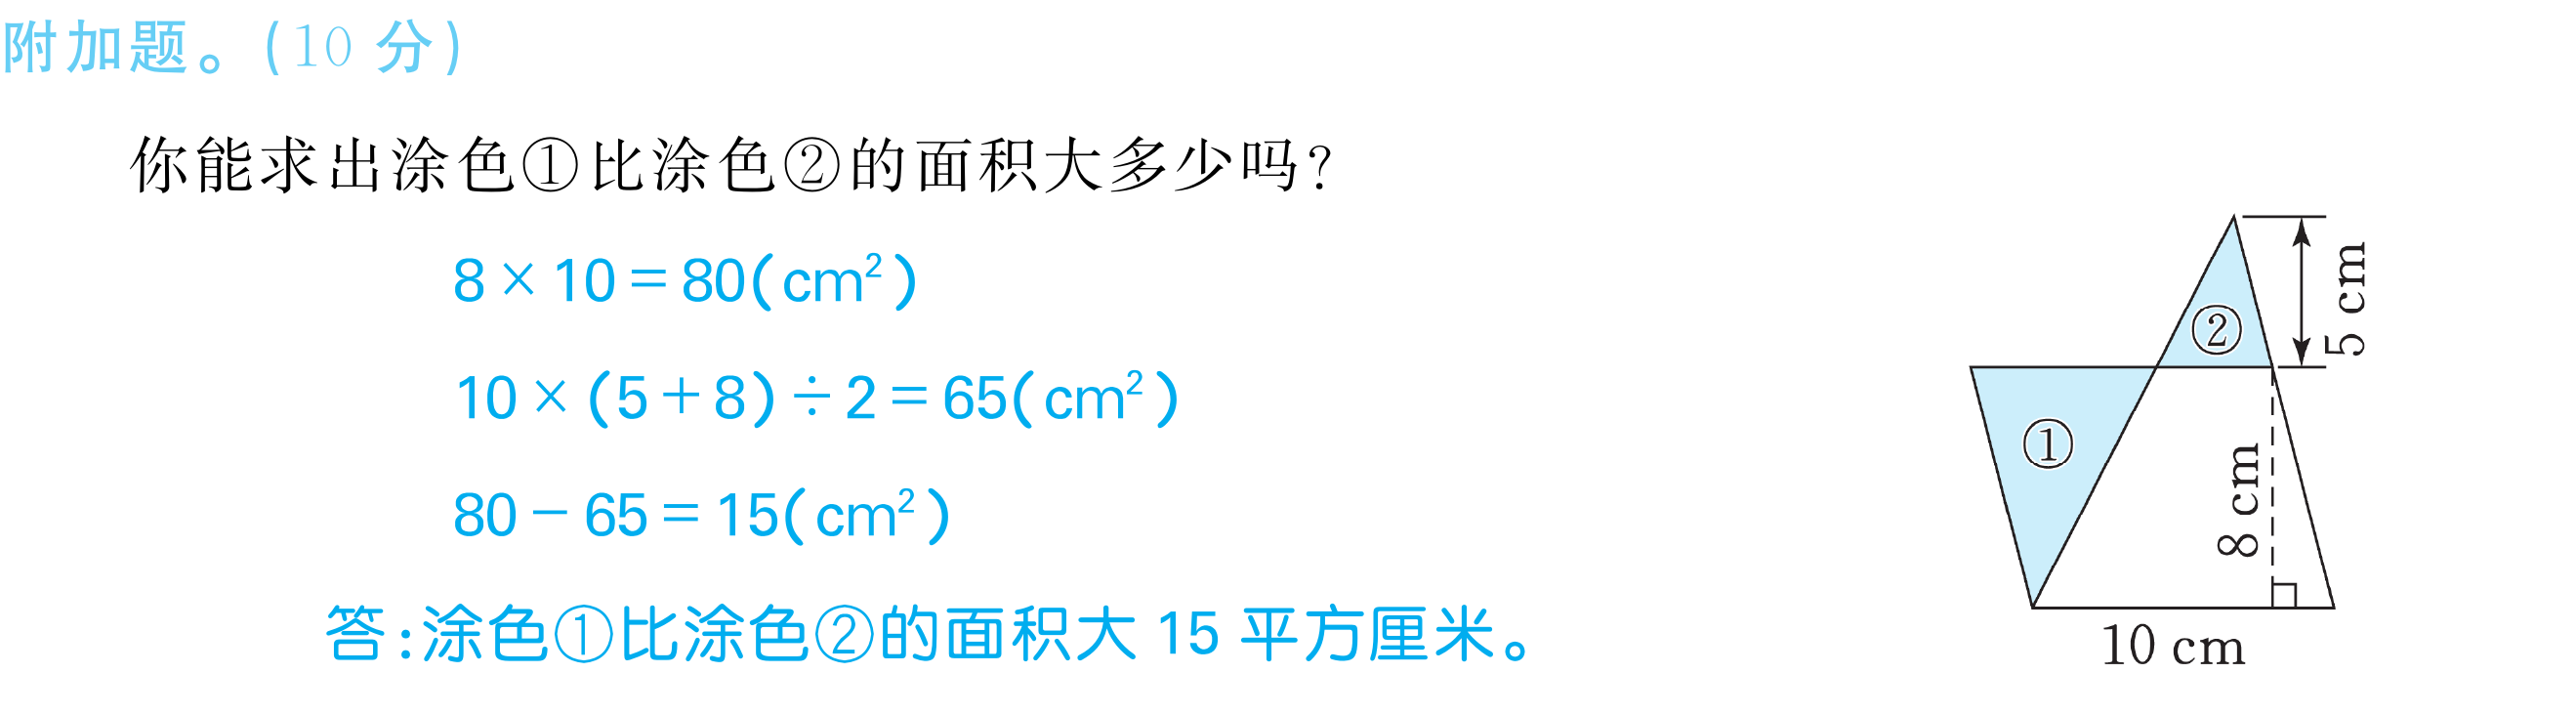 附加题。(10 分)
你能求出涂色①比涂色②的面积大多少吗?
8 × 10 = 80(cm²)
10 × (5 + 8) ÷ 2 = 65(cm²)
80 − 65 = 15(cm²)
答:涂色①比涂色②的面积大 15 平方厘米。
②
5 cm
①
8 cm
10 cm